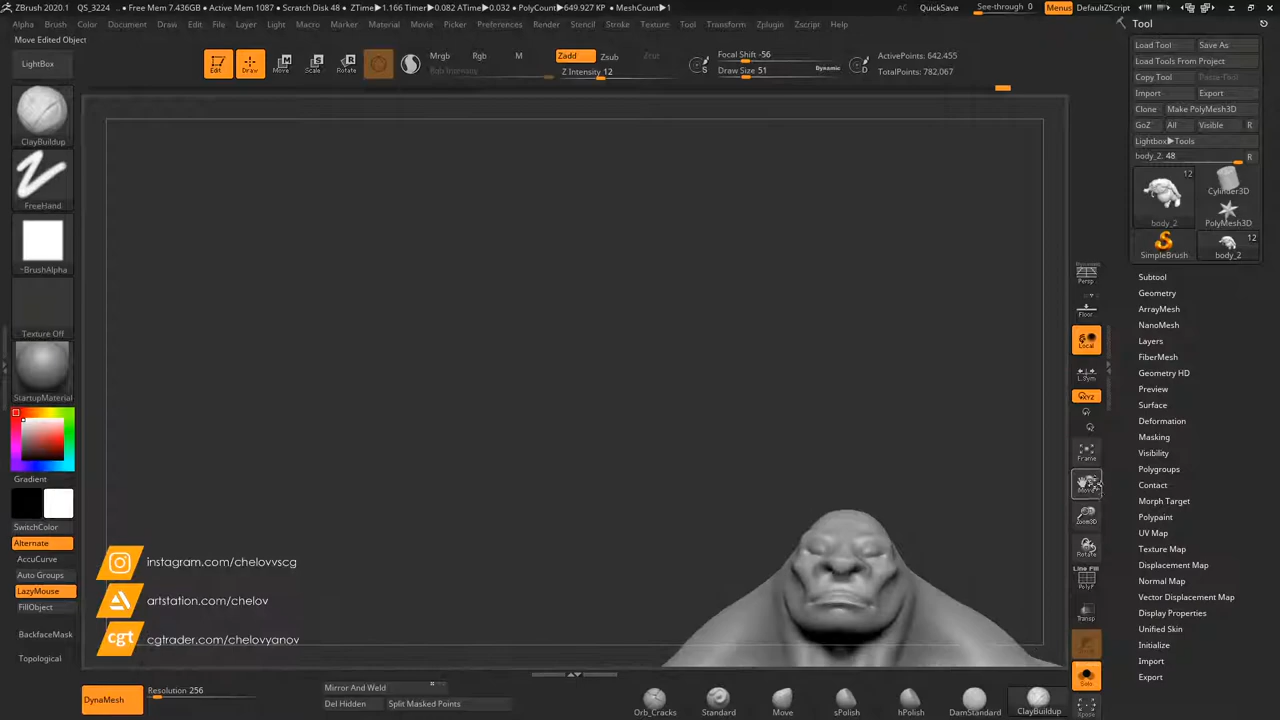 ZBrush 2020.1 QS_3224 .. • Free Mem 7.436GB • Active Mem 1087 • Scratch Disk 48 • ZTime►1.166 Timer►0.082 ATime►0.032 • PolyCount►649.927 KP • MeshCount►1 AC QuickSave See-through 0 Menus DefaultZScript
Alpha Brush Color Document Draw Edit File Layer Light Macro Marker Material Movie Picker Preferences Render Stencil Stroke Texture Tool Transform Zplugin Zscript Help
Move Edited Object
LightBox
Edit Draw Move Scale Rotate
Mrgb Rgb M
Rgb Intensity
Zadd Zsub Zcut
Z Intensity 12
S
Focal Shift -56
Draw Size 51 Dynamic
D
ActivePoints: 642.455
TotalPoints: 782,067
ClayBuildup
FreeHand
~BrushAlpha
Texture Off
StartupMaterial
Gradient
SwitchColor
Alternate
AccuCurve
Auto Groups
LazyMouse
FillObject
BackfaceMask
Topological
instagram.com/chelovvscg
artstation.com/chelov
cgt cgtrader.com/chelovyanov
DynaMesh
Resolution 256
Mirror And Weld
Del Hidden Split Masked Points
Orb_Cracks Standard Move sPolish hPolish DamStandard ClayBuildup
Persp
Floor
Local
L.Sym
XYZ
Frame
Move
Zoom3D
Rotate
Line Fill
PolyF
Transp
Solo
Xpose
Tool
Load Tool Save As
Load Tools From Project
Copy Tool Paste Tool
Import Export
Clone Make PolyMesh3D
GoZ All Visible R
Lightbox►Tools
body_2. 48 R
12
body_2
Cylinder3D
PolyMesh3D
SimpleBrush
12
body_2
Subtool
Geometry
ArrayMesh
NanoMesh
Layers
FiberMesh
Geometry HD
Preview
Surface
Deformation
Masking
Visibility
Polygroups
Contact
Morph Target
Polypaint
UV Map
Texture Map
Displacement Map
Normal Map
Vector Displacement Map
Display Properties
Unified Skin
Initialize
Import
Export